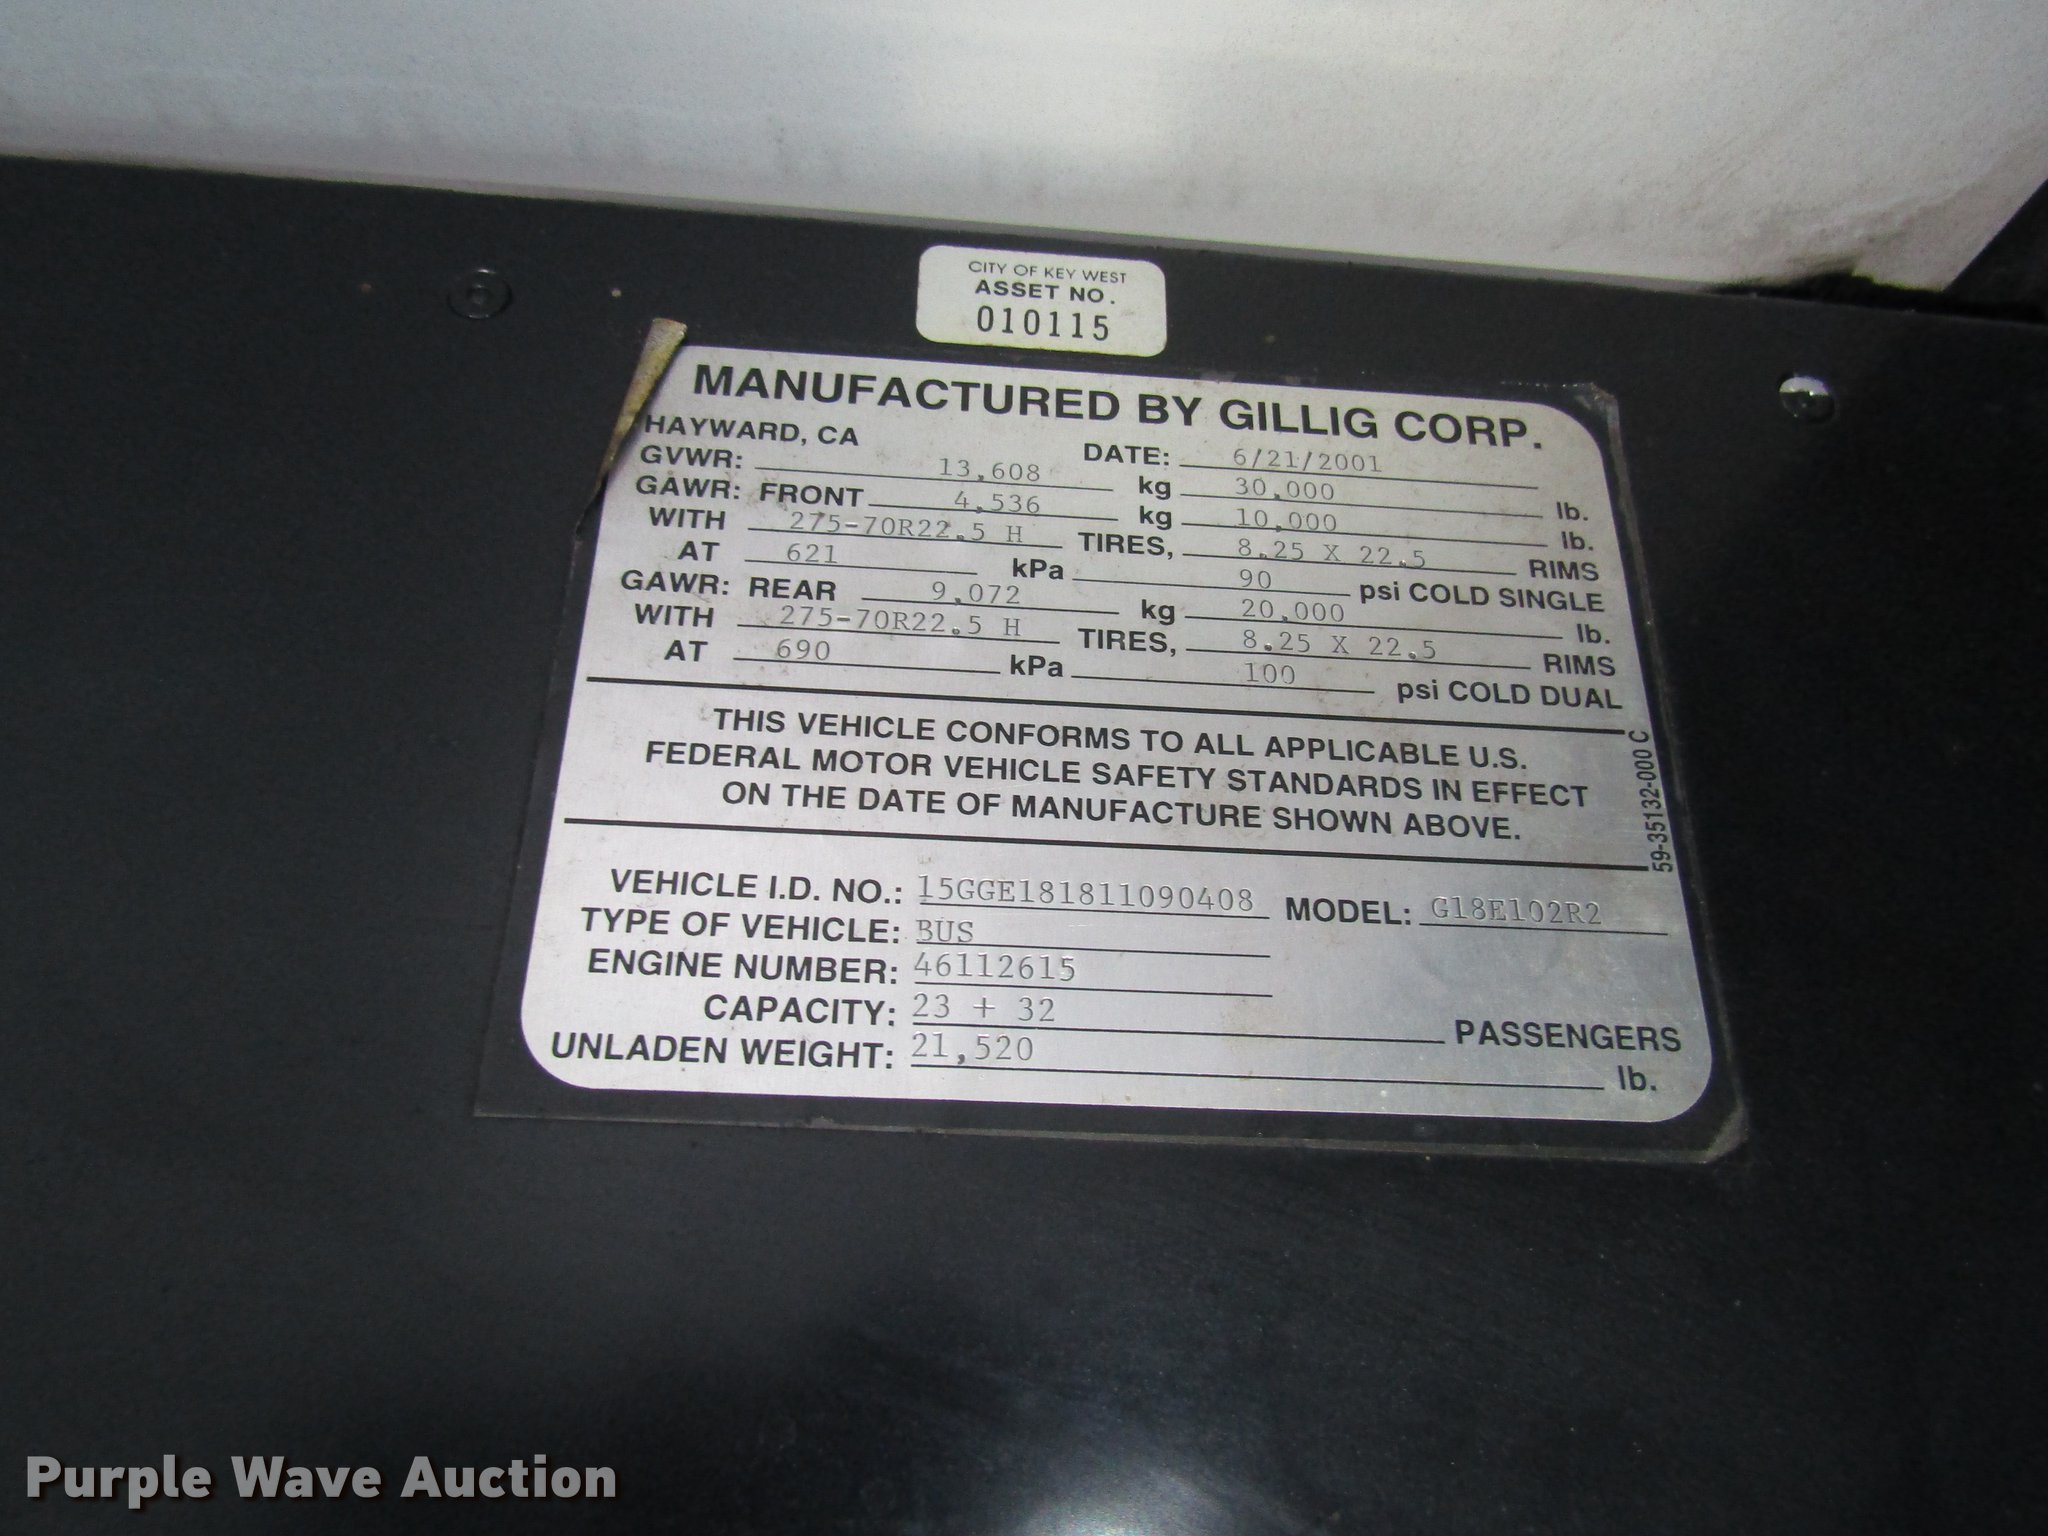 CITY OF KEY WEST
ASSET NO.
010115
MANUFACTURED BY GILLIG CORP.
HAYWARD, CA DATE: 6/21/2001
GVWR: 13,608 kg 30,000 lb.
GAWR: FRONT 4,536 kg 10,000 lb.
WITH 275-70R22.5 H TIRES, 8.25 X 22.5 RIMS
AT 621 kPa 90 psi COLD SINGLE
GAWR: REAR 9,072 kg 20,000 lb.
WITH 275-70R22.5 H TIRES, 8.25 X 22.5 RIMS
AT 690 kPa 100 psi COLD DUAL
THIS VEHICLE CONFORMS TO ALL APPLICABLE U.S.
FEDERAL MOTOR VEHICLE SAFETY STANDARDS IN EFFECT
ON THE DATE OF MANUFACTURE SHOWN ABOVE.
59-35132-000 C
VEHICLE I.D. NO.: 15GGE181811090408 MODEL: G18E102R2
TYPE OF VEHICLE: BUS
ENGINE NUMBER: 46112615
CAPACITY: 23 + 32 PASSENGERS
UNLADEN WEIGHT: 21,520 lb.
Purple Wave Auction